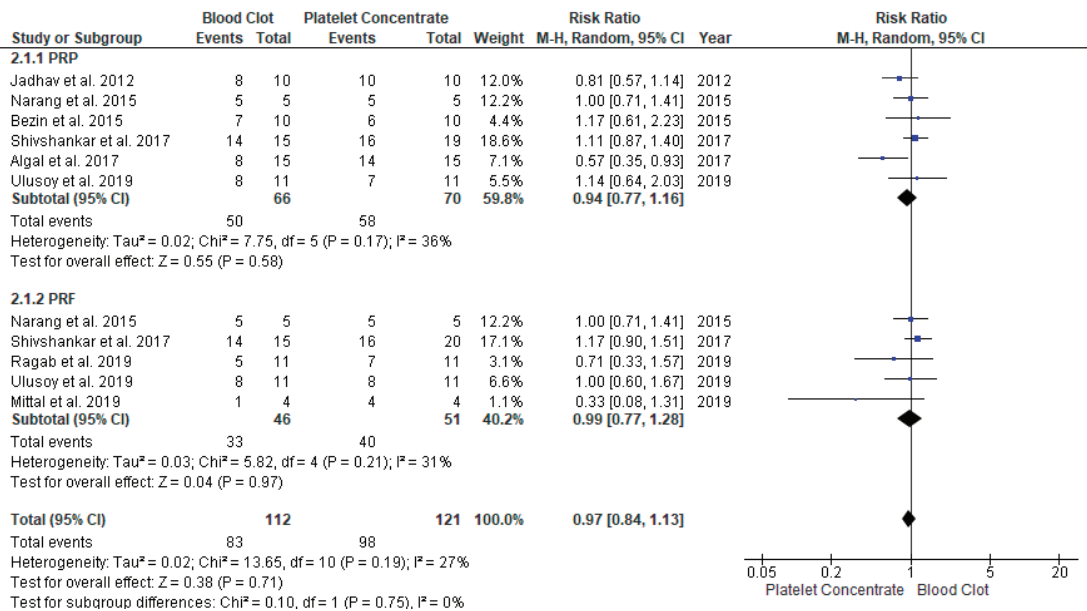 Blood Clot Platelet Concentrate Risk Ratio Risk Ratio
Study or Subgroup Events Total Events Total Weight M-H, Random, 95% CI Year M-H, Random, 95% CI
2.1.1 PRP
Jadhav et al. 2012 8 10 10 10 12.0% 0.81 [0.57, 1.14] 2012
Narang et al. 2015 5 5 5 5 12.2% 1.00 [0.71, 1.41] 2015
Bezin et al. 2015 7 10 6 10 4.4% 1.17 [0.61, 2.23] 2015
Shivshankar et al. 2017 14 15 16 19 18.6% 1.11 [0.87, 1.40] 2017
Algal et al. 2017 8 15 14 15 7.1% 0.57 [0.35, 0.93] 2017
Ulusoy et al. 2019 8 11 7 11 5.5% 1.14 [0.64, 2.03] 2019
Subtotal (95% CI) 66 70 59.8% 0.94 [0.77, 1.16]
Total events 50 58
Heterogeneity: Tau² = 0.02; Chi² = 7.75, df = 5 (P = 0.17); I² = 36%
Test for overall effect: Z = 0.55 (P = 0.58)
2.1.2 PRF
Narang et al. 2015 5 5 5 5 12.2% 1.00 [0.71, 1.41] 2015
Shivshankar et al. 2017 14 15 16 20 17.1% 1.17 [0.90, 1.51] 2017
Ragab et al. 2019 5 11 7 11 3.1% 0.71 [0.33, 1.57] 2019
Ulusoy et al. 2019 8 11 8 11 6.6% 1.00 [0.60, 1.67] 2019
Mittal et al. 2019 1 4 4 4 1.1% 0.33 [0.08, 1.31] 2019
Subtotal (95% CI) 46 51 40.2% 0.99 [0.77, 1.28]
Total events 33 40
Heterogeneity: Tau² = 0.03; Chi² = 5.82, df = 4 (P = 0.21); I² = 31%
Test for overall effect: Z = 0.04 (P = 0.97)
Total (95% CI) 112 121 100.0% 0.97 [0.84, 1.13]
Total events 83 98
Heterogeneity: Tau² = 0.02; Chi² = 13.65, df = 10 (P = 0.19); I² = 27%
Test for overall effect: Z = 0.38 (P = 0.71)
Test for subgroup differences: Chi² = 0.10, df = 1 (P = 0.75), I² = 0%
0.05 0.2 1 5 20
Platelet Concentrate Blood Clot